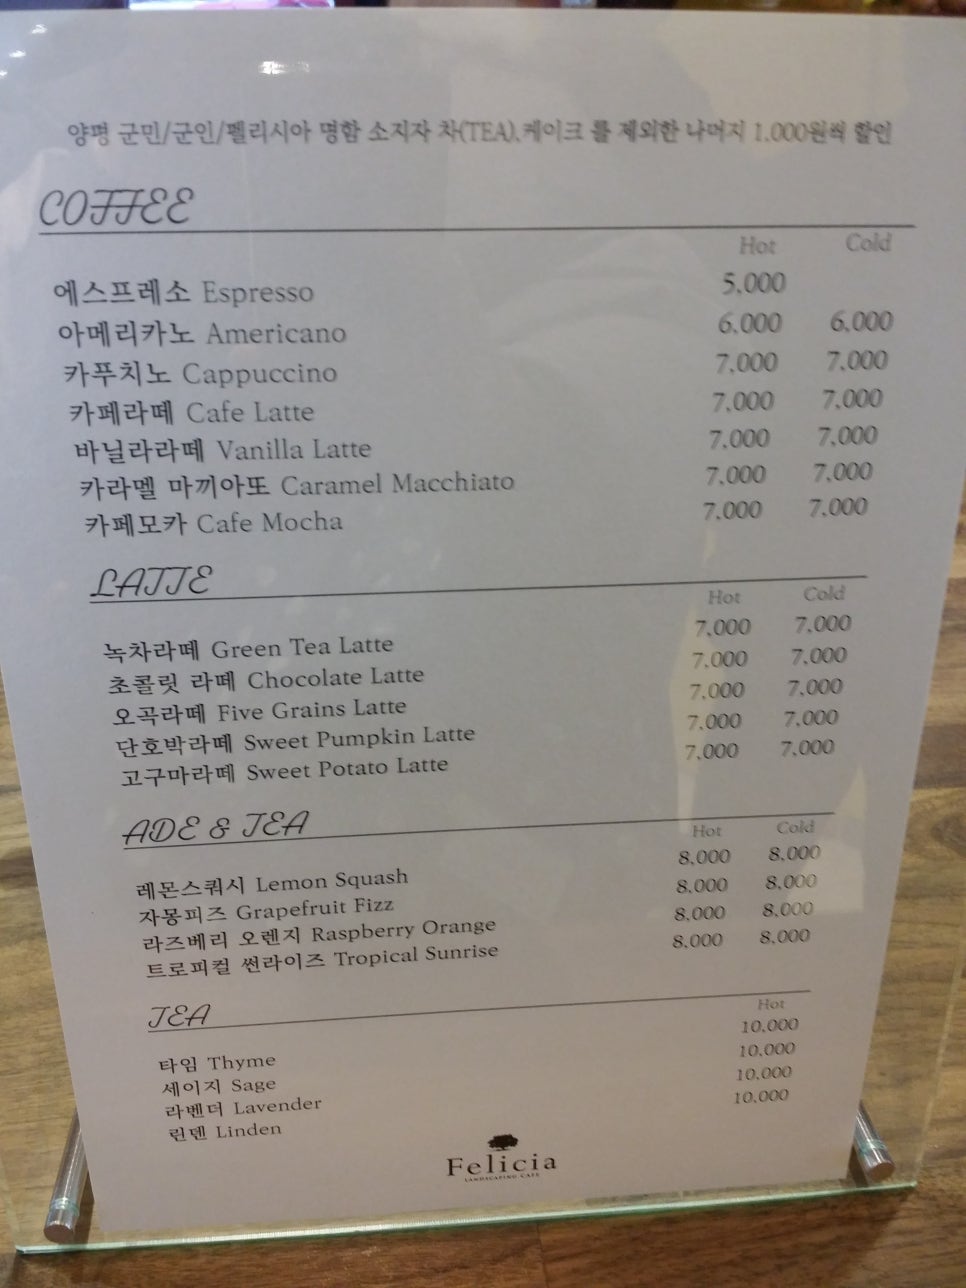 양평 군민/군인/펠리시아 명함 소지자 차(TEA),케이크 를 제외한 나머지 1.000원씩 할인
COFFEE
Hot Cold
에스프레소 Espresso 5,000
아메리카노 Americano 6,000 6,000
카푸치노 Cappuccino 7,000 7,000
카페라떼 Cafe Latte 7,000 7,000
바닐라라떼 Vanilla Latte 7,000 7,000
카라멜 마끼아또 Caramel Macchiato 7,000 7,000
카페모카 Cafe Mocha 7,000 7,000
LATTE
Hot Cold
녹차라떼 Green Tea Latte 7,000 7,000
초콜릿 라떼 Chocolate Latte 7,000 7,000
오곡라떼 Five Grains Latte 7,000 7,000
단호박라떼 Sweet Pumpkin Latte 7,000 7,000
고구마라떼 Sweet Potato Latte 7,000 7,000
ADE & TEA
Hot Cold
레몬스쿼시 Lemon Squash 8,000 8,000
자몽피즈 Grapefruit Fizz 8,000 8,000
라즈베리 오렌지 Raspberry Orange 8,000 8,000
트로피컬 썬라이즈 Tropical Sunrise 8,000 8,000
TEA
Hot
타임 Thyme 10,000
세이지 Sage 10,000
라벤더 Lavender 10,000
린덴 Linden 10,000
Felicia
LANDSCAPING CAFE